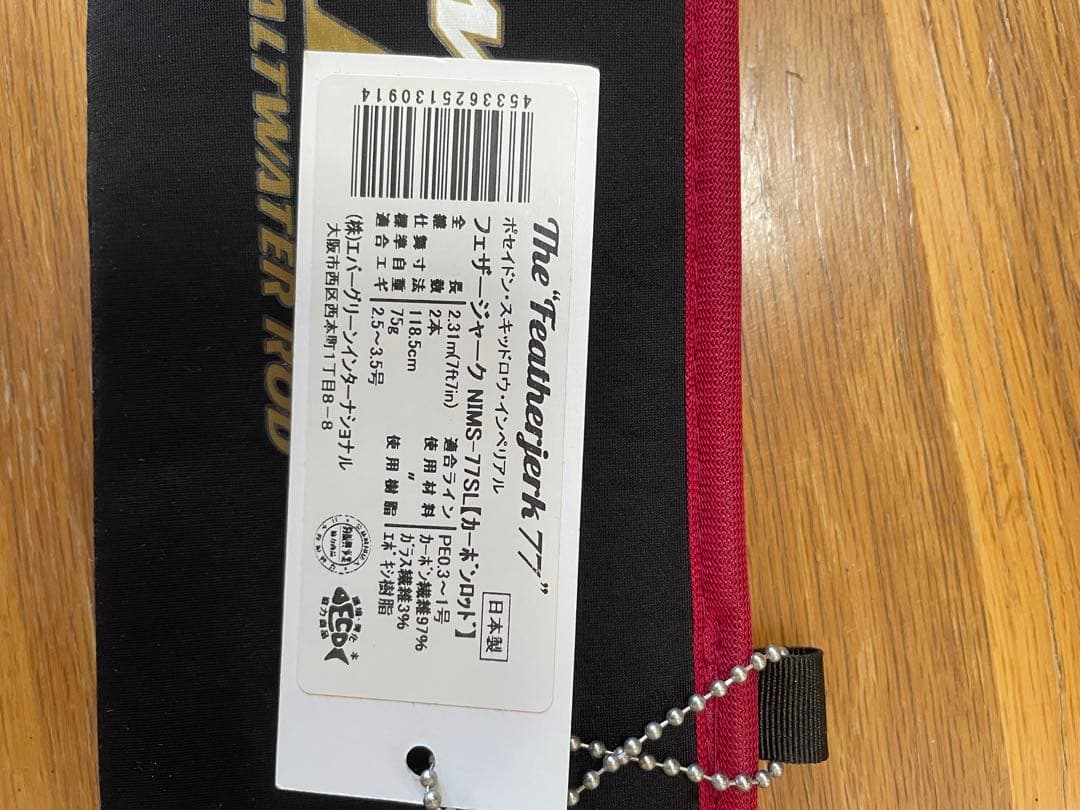 SALTWATER ROD
4533625130914
The "Featherjerk 77"
ポセイドン・スキッドロウ・インペリアル 日本製
フェザージャーク NIMS-77SL【カーボンロッド】
全長 2.31m(7ft7in) 適合ライン PE0.3〜1号
継数 2本 使用材料 カーボン繊維97%
仕舞寸法 118.5cm 〃 ガラス繊維3%
標準自重 75g 使用樹脂 エポキシ樹脂
適合エギ 2.5〜3.5号
(株)エバーグリーンインターナショナル
大阪市西区西本町1丁目8-8
ECO